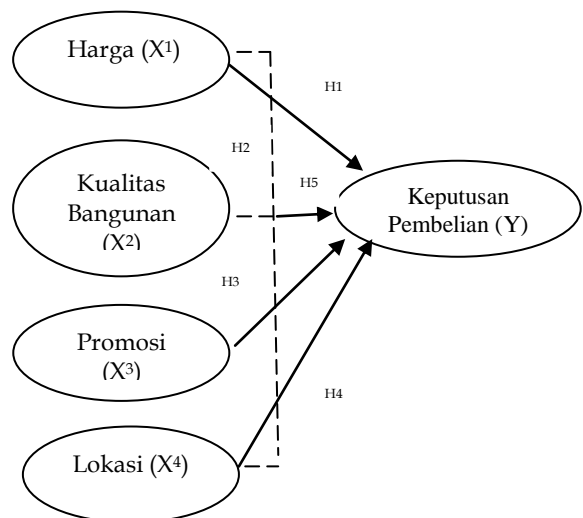 Harga (X¹)
H1
H2
Kualitas
Bangunan
(X²)
H5
Keputusan
Pembelian (Y)
H3
Promosi
(X³)
H4
Lokasi (X⁴)